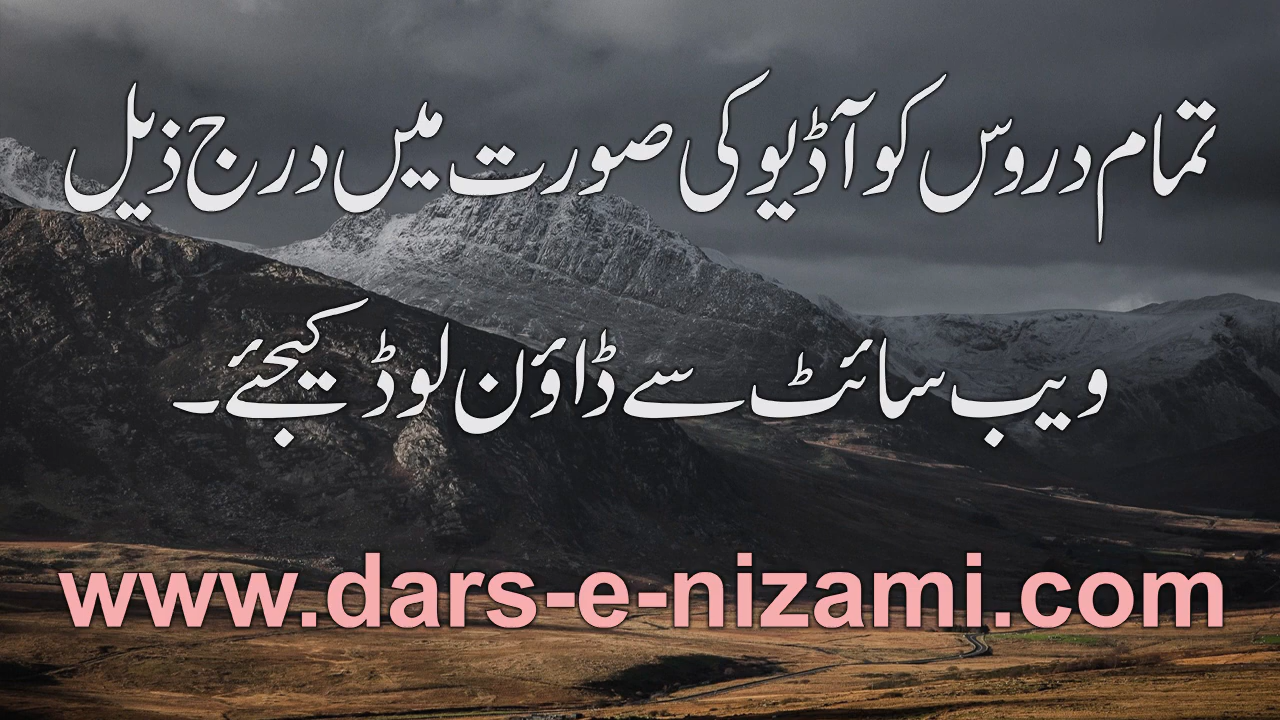 تمام دروس کو آڈیو کی صورت میں درج ذیل
ویب سائٹ سے ڈاؤن لوڈ کیجئے۔
www.dars-e-nizami.com